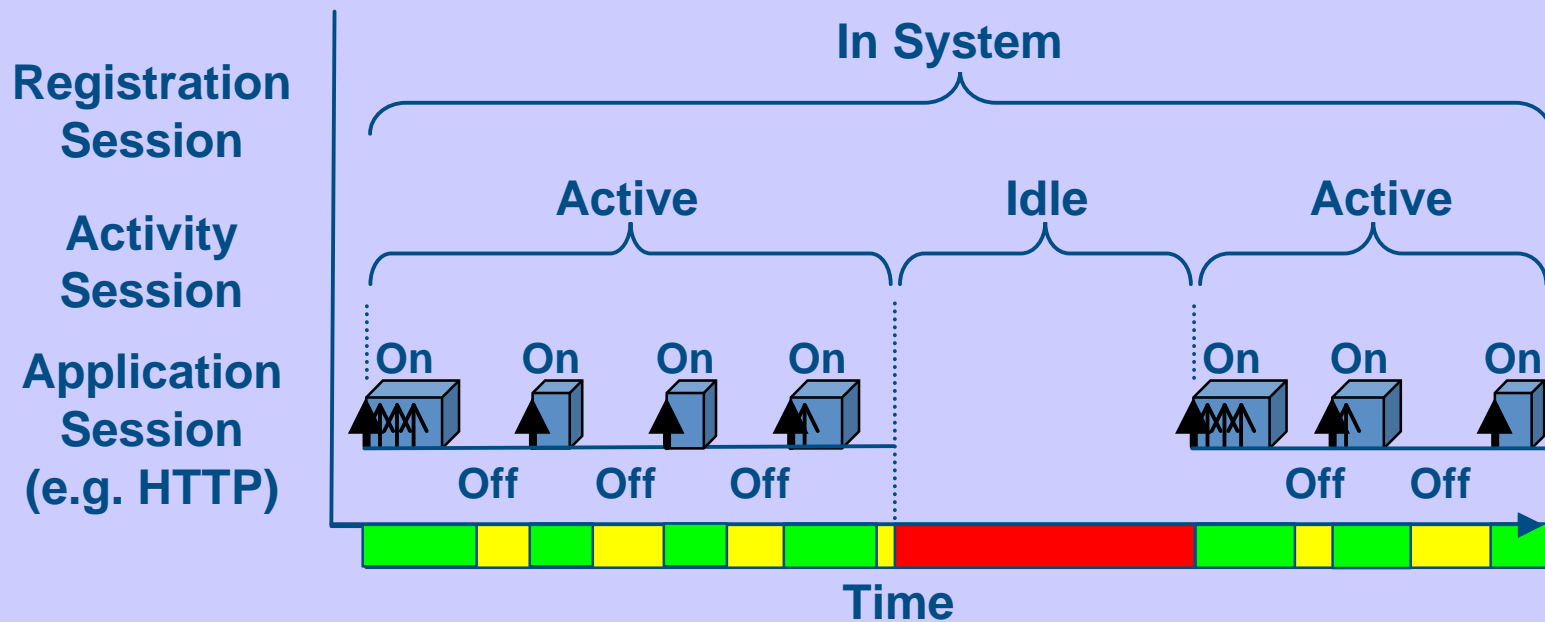 In System
Registration
Session
Active
Idle
Active
Activity
Session
On
On
On
On
On
On
On
Application
Session
(e.g. HTTP)
Off
Off
Off
Off
Off
Time